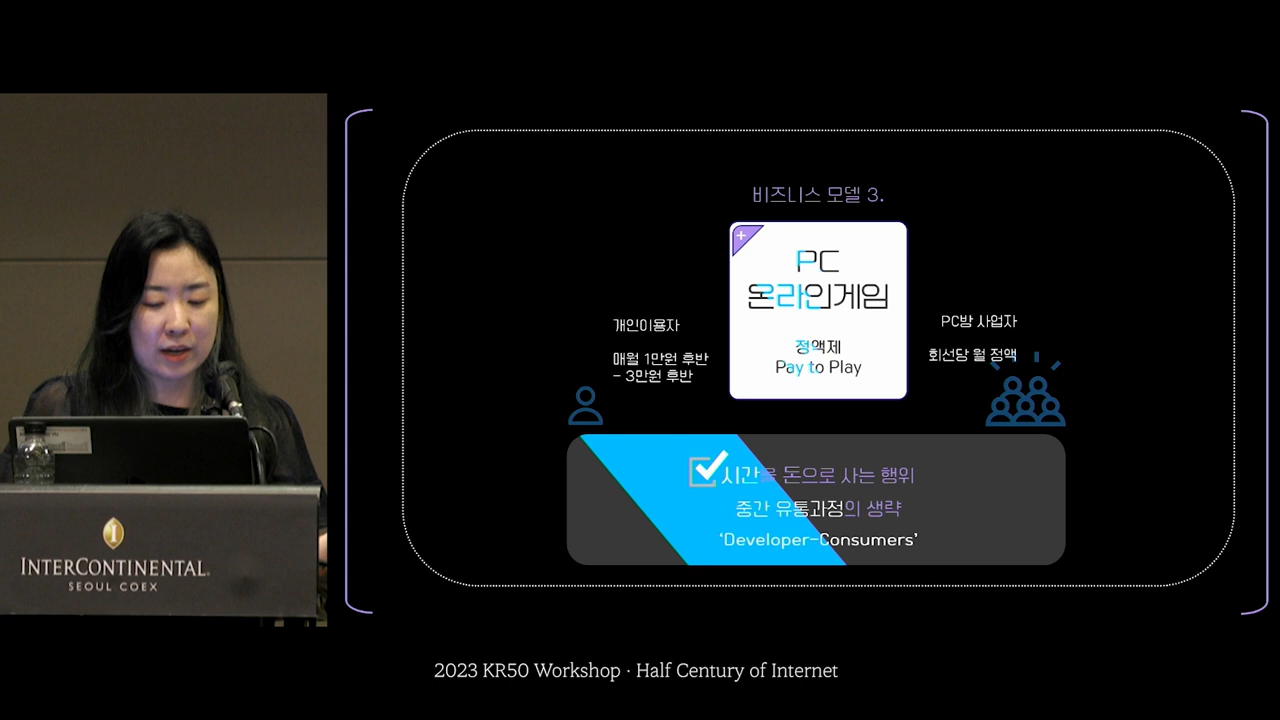 비즈니스 모델 3.
+
PC
온라인게임
정액제
Pay to Play
개인이용자
매월 1만원 후반
- 3만원 후반
PC방 사업자
회선당 월 정액
시간을 돈으로 사는 행위
중간 유통과정의 생략
‘Developer-Consumers’
INTERCONTINENTAL.
SEOUL COEX
2023 KR50 Workshop · Half Century of Internet